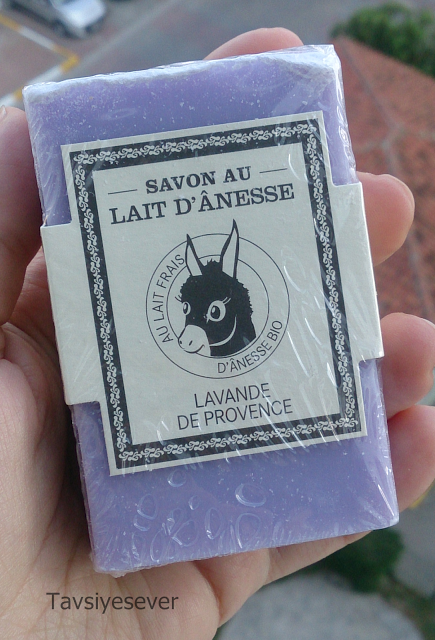 SAVON AU
LAIT D'ÂNESSE
AU LAIT FRAIS
D'ÂNESSE BIO
LAVANDE
DE PROVENCE
Tavsiyesever